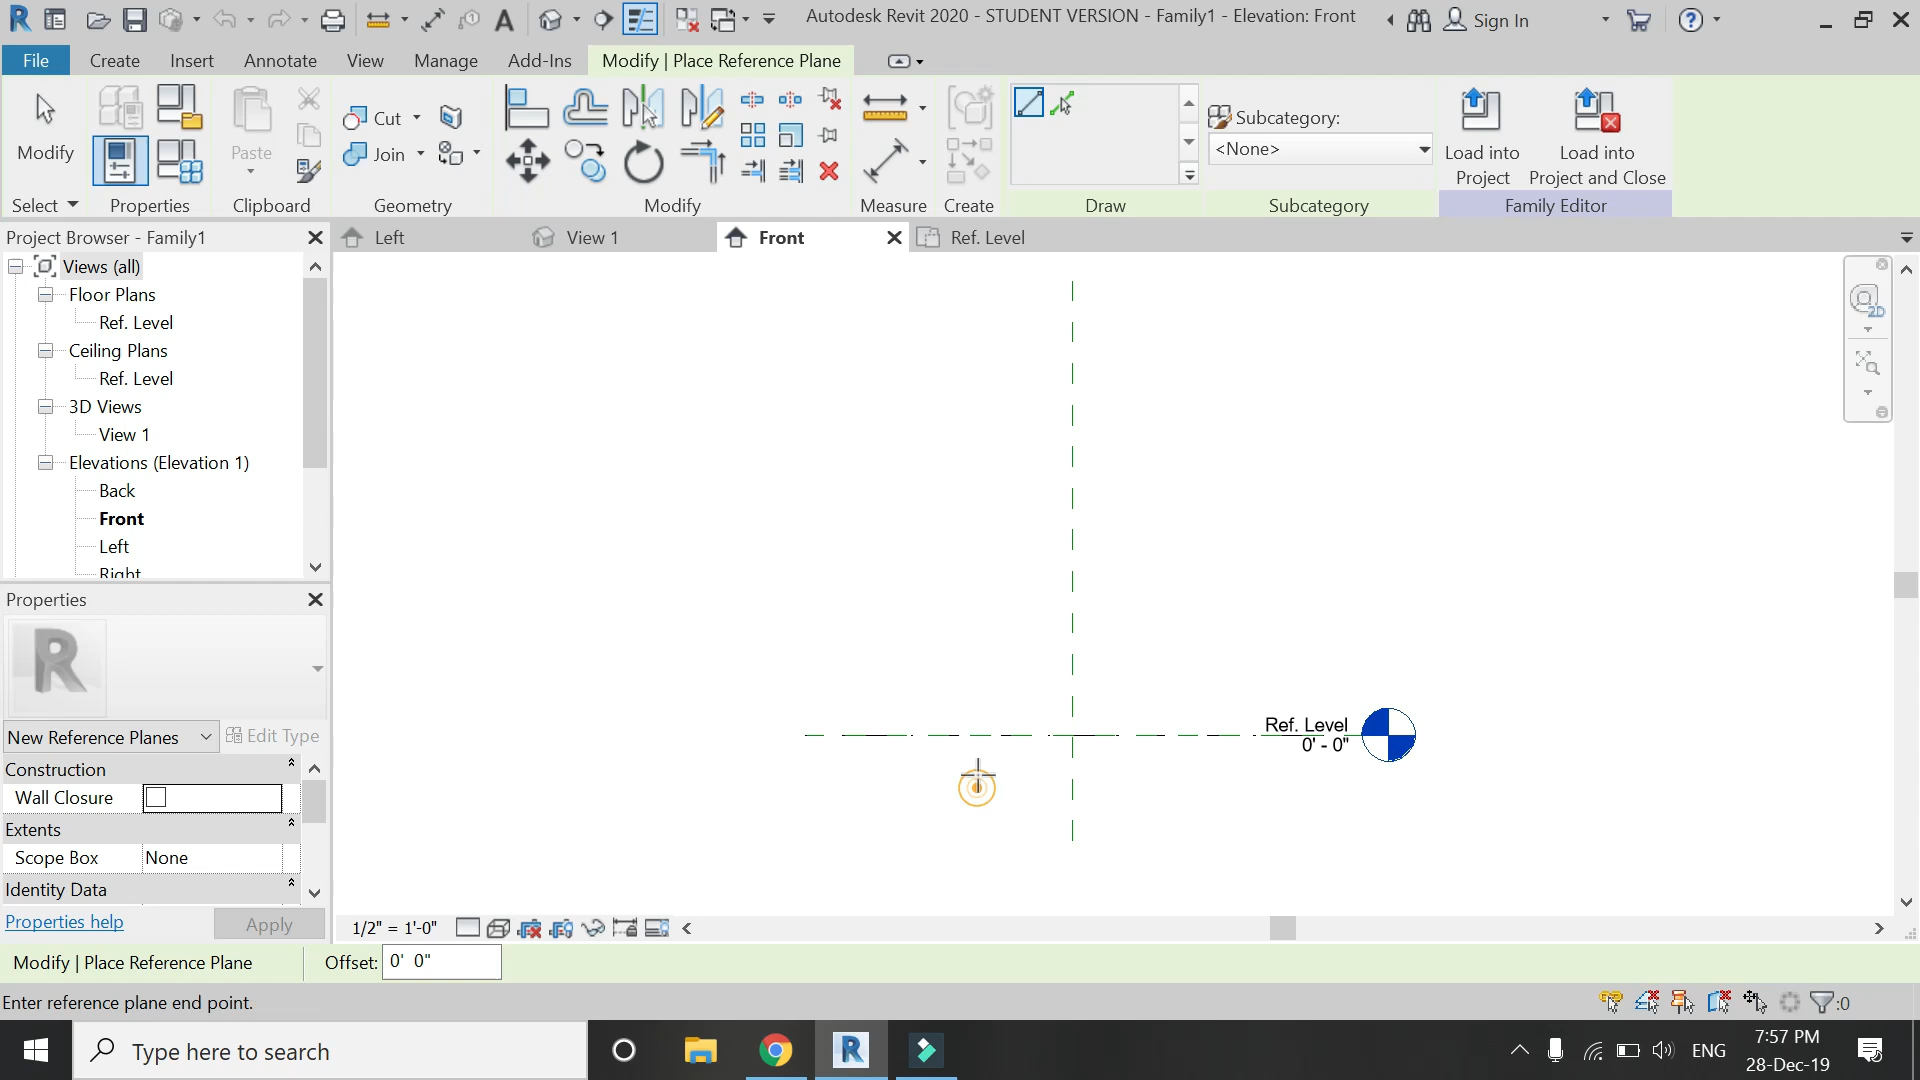 Autodesk Revit 2020 - STUDENT VERSION - Family1 - Elevation: Front
Sign In
File
Create
Insert
Annotate
View
Manage
Add-Ins
Modify | Place Reference Plane
Modify
Paste
Cut
Join
Subcategory:
<None>
Load into
Project
Load into
Project and Close
Select
Properties
Clipboard
Geometry
Modify
Measure
Create
Draw
Subcategory
Family Editor
Project Browser - Family1
Left
View 1
Front
Ref. Level
Views (all)
Floor Plans
Ref. Level
Ceiling Plans
Ref. Level
3D Views
View 1
Elevations (Elevation 1)
Back
Front
Left
Right
2D
Ref. Level
0' - 0"
Properties
New Reference Planes
Edit Type
Construction
Wall Closure
Extents
Scope Box
None
Identity Data
Properties help
Apply
1/2" = 1'-0"
Modify | Place Reference Plane
Offset:
0' 0"
Enter reference plane end point.
:0
Type here to search
ENG
7:57 PM
28-Dec-19